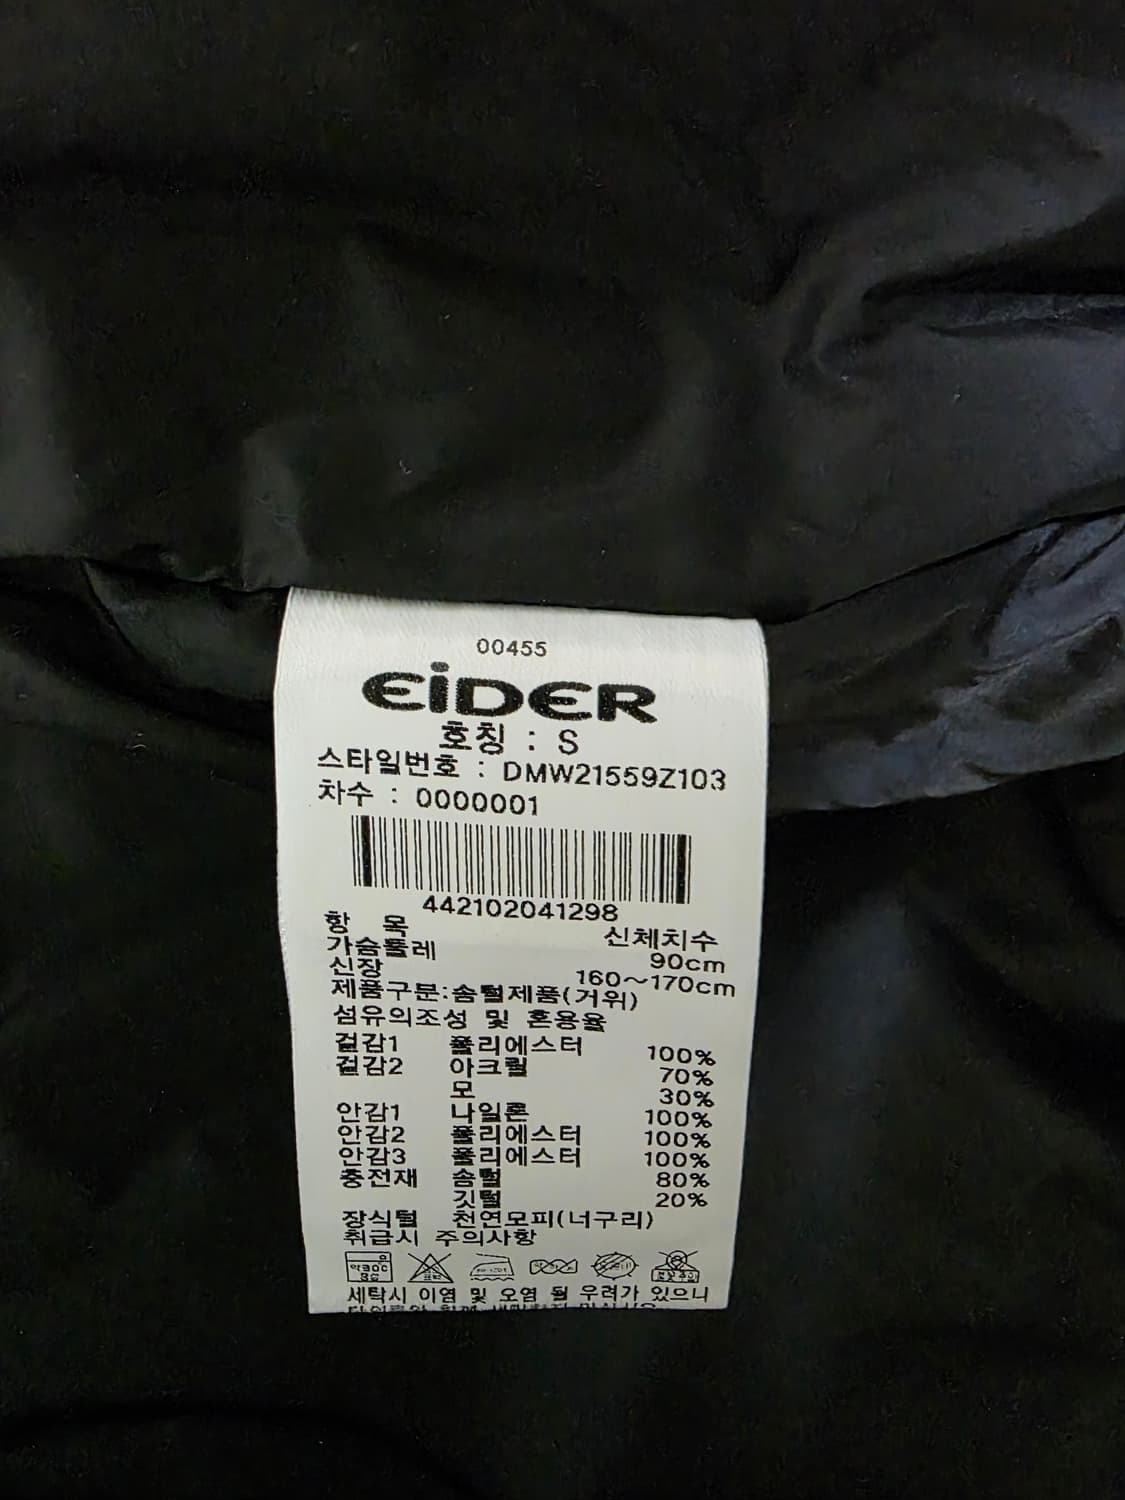 00455
EiDER
호칭 : S
스타일번호 : DMW21559Z103
차수 : 0000001
442102041298
항 목 신체치수
가슴둘레 90cm
신장 160~170cm
제품구분:솜털제품(거위)
섬유의조성 및 혼용율
겉감1 폴리에스터 100%
겉감2 아크릴 70%
모 30%
안감1 나일론 100%
안감2 폴리에스터 100%
안감3 폴리에스터 100%
충전재 솜털 80%
깃털 20%
장식털 천연모피(너구리)
취급시 주의사항
세탁시 이염 및 오염 될 우려가 있으니